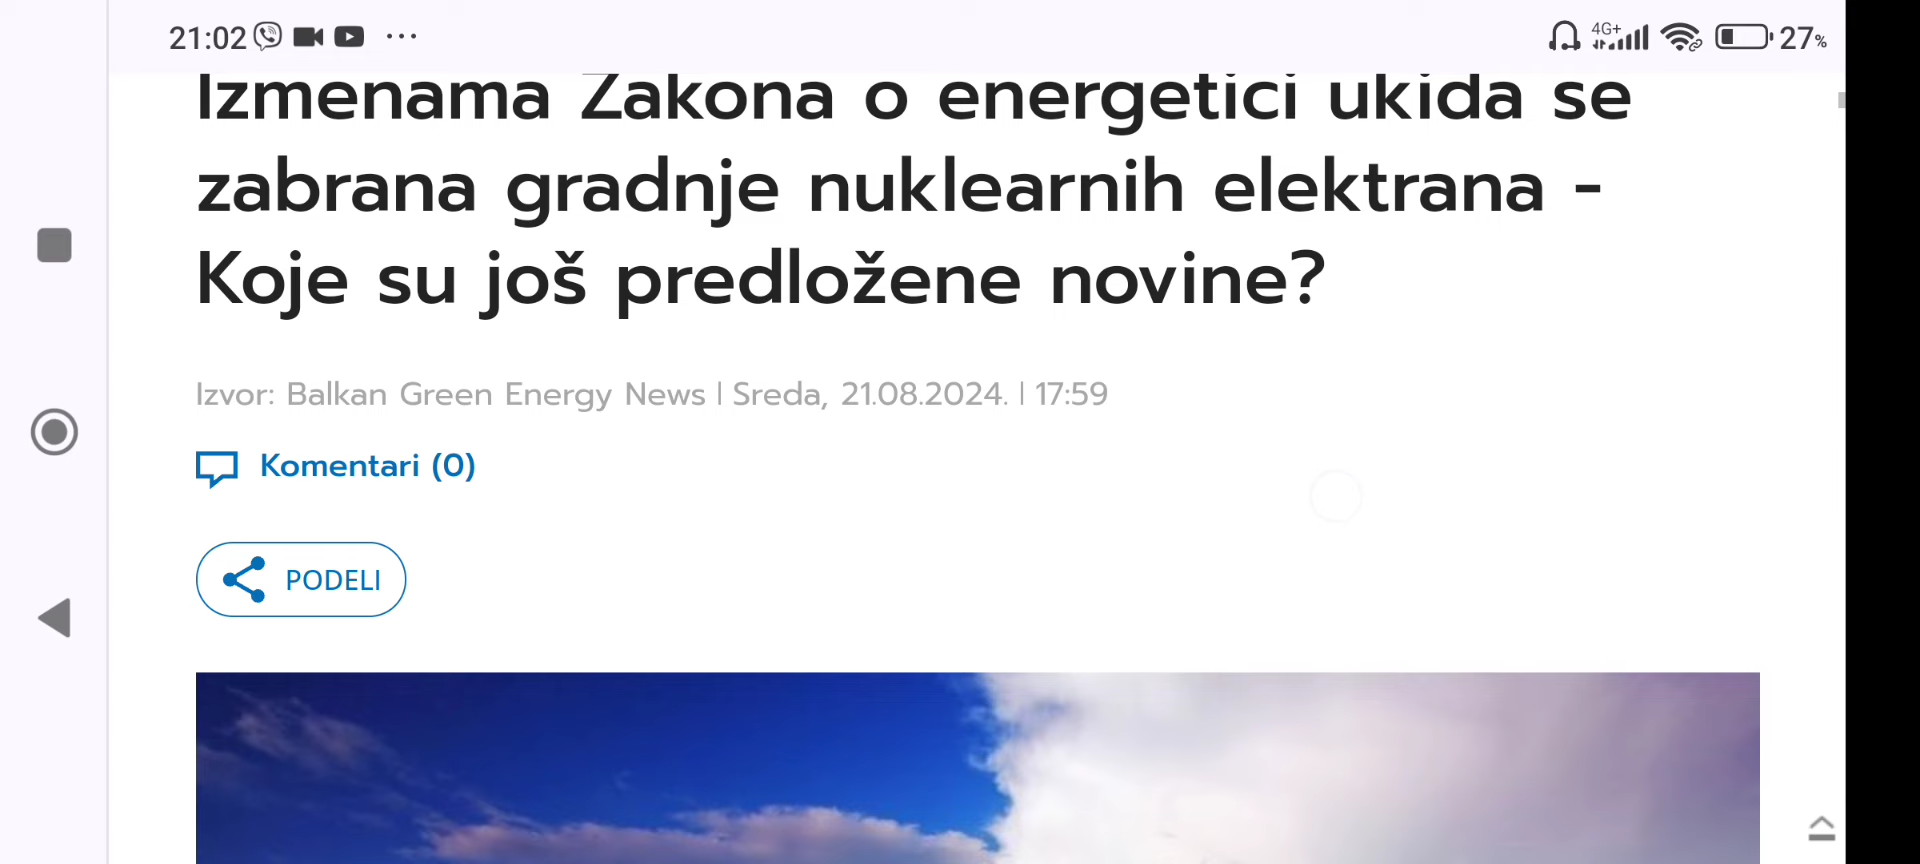 21:02 4G+ 27%
Izmenama Zakona o energetici ukida se
zabrana gradnje nuklearnih elektrana -
Koje su još predložene novine?
Izvor: Balkan Green Energy News | Sreda, 21.08.2024. | 17:59
Komentari (0)
PODELI